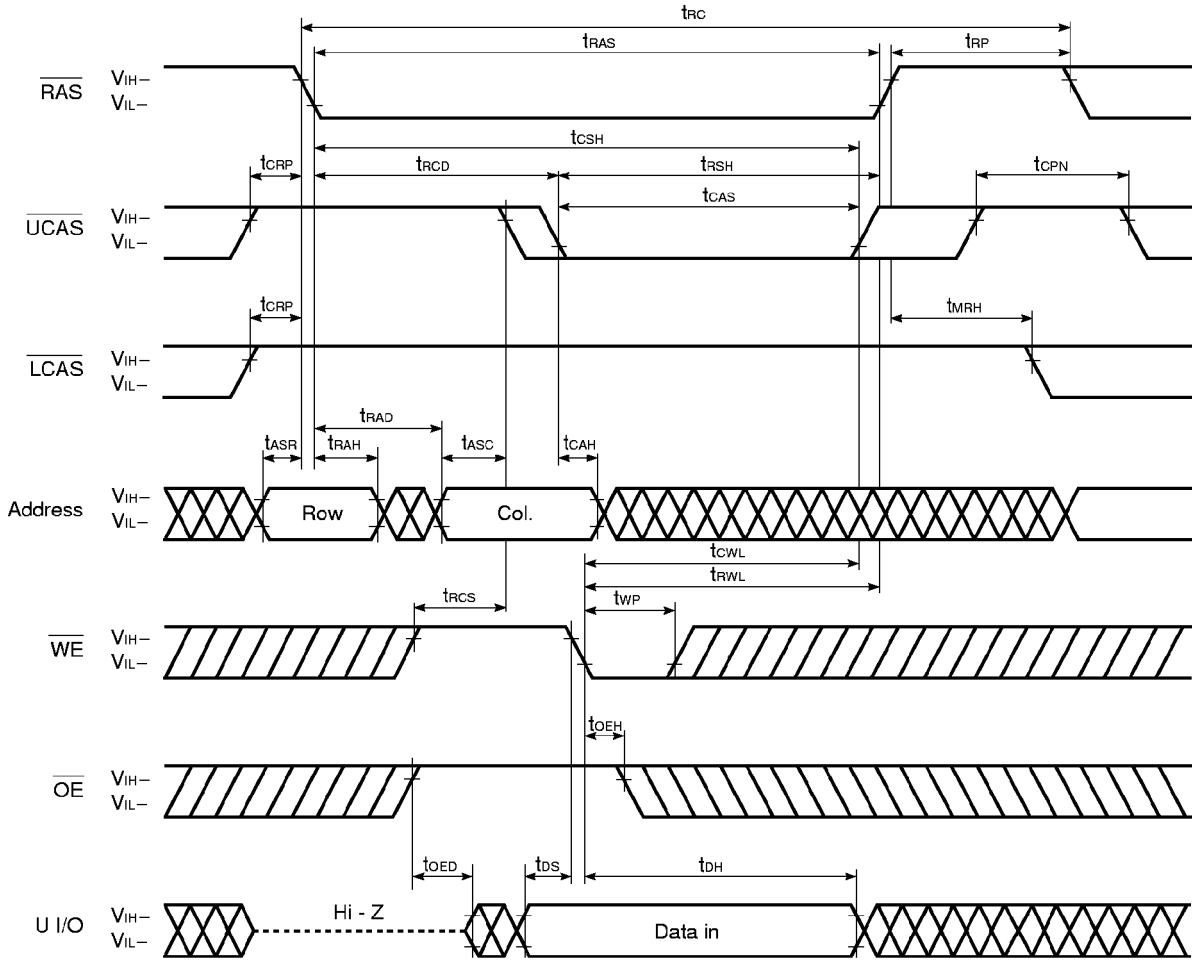 tRC
tRAS
tRP
RAS
VIH–
VIL–
tCSH
tCRP
tRCD
tRSH
tCPN
tCAS
UCAS
VIH–
VIL–
tCRP
tMRH
LCAS
VIH–
VIL–
tRAD
tASR
tRAH
tASC
tCAH
Address
VIH–
VIL–
Row
Col.
tCWL
tRWL
tRCS
tWP
WE
VIH–
VIL–
tOEH
OE
VIH–
VIL–
tOED
tDS
tDH
U I/O
VIH–
VIL–
Hi - Z
Data in